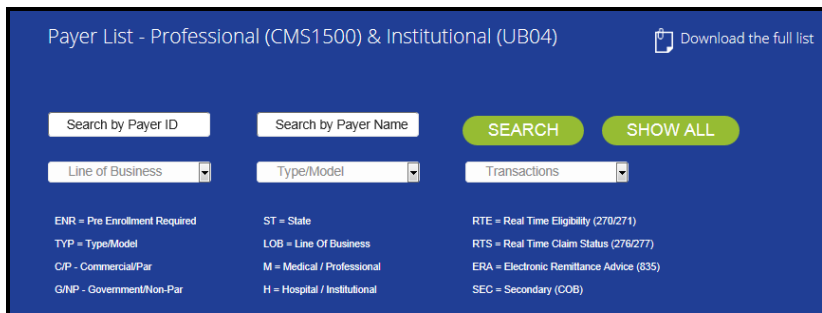 Payer List - Professional (CMS1500) & Institutional (UB04)
Download the full list
Search by Payer ID
Search by Payer Name
SEARCH
SHOW ALL
Line of Business
Type/Model
Transactions
ENR = Pre Enrollment Required
ST = State
RTE = Real Time Eligibility (270/271)
TYP = Type/Model
LOB = Line Of Business
RTS = Real Time Claim Status (276/277)
C/P - Commercial/Par
M = Medical / Professional
ERA = Electronic Remittance Advice (835)
G/NP - Government/Non-Par
H = Hospital / Institutional
SEC = Secondary (COB)